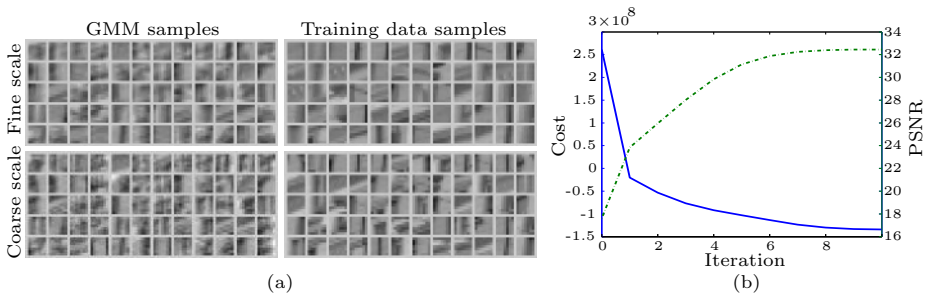 GMM samples
Training data samples
Fine scale
Coarse scale
(a)
3×10⁸
2.5
2
1.5
1
0.5
0
-0.5
-1
-1.5
Cost
0
2
4
6
8
Iteration
34
32
30
28
26
24
22
20
18
16
PSNR
(b)